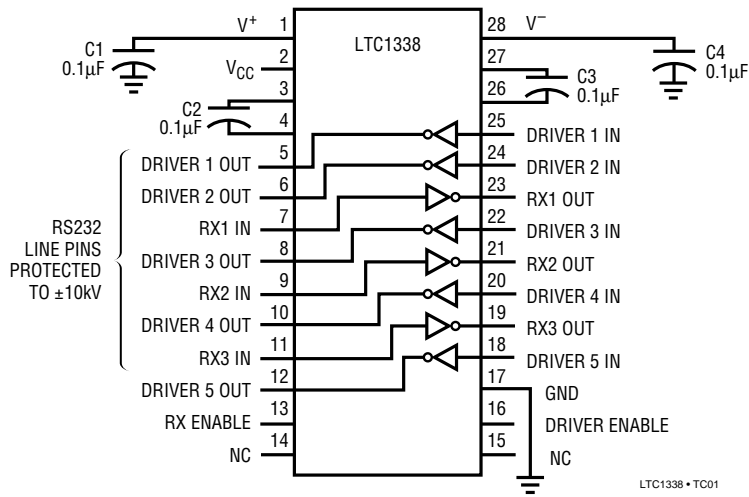 V+ 1 LTC1338 28 V−
C1
0.1µF
2
VCC
27
C4
0.1µF
3
C3
0.1µF
26
C2
0.1µF
4
25 DRIVER 1 IN
DRIVER 1 OUT 5
24 DRIVER 2 IN
DRIVER 2 OUT 6
23 RX1 OUT
RX1 IN 7
22 DRIVER 3 IN
RS232
LINE PINS
PROTECTED
TO ±10kV
DRIVER 3 OUT 8
21 RX2 OUT
RX2 IN 9
20 DRIVER 4 IN
DRIVER 4 OUT 10
19 RX3 OUT
RX3 IN 11
18 DRIVER 5 IN
DRIVER 5 OUT 12
17 GND
RX ENABLE 13
16 DRIVER ENABLE
NC 14
15 NC
LTC1338 • TC01